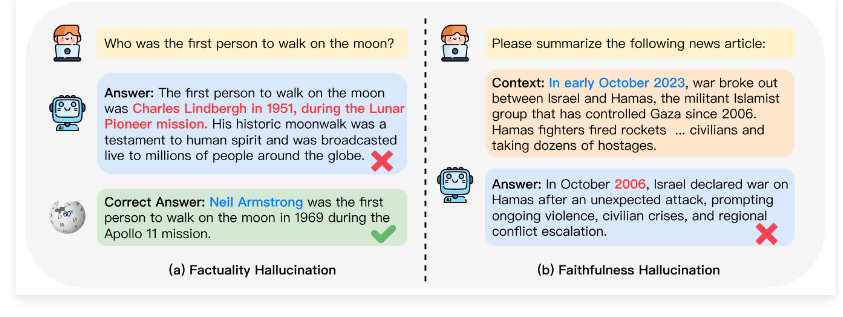 Who was the first person to walk on the moon?
Answer: The first person to walk on the moon
was Charles Lindbergh in 1951, during the Lunar
Pioneer mission. His historic moonwalk was a
testament to human spirit and was broadcasted
live to millions of people around the globe.
Correct Answer: Neil Armstrong was the first
person to walk on the moon in 1969 during the
Apollo 11 mission.
(a) Factuality Hallucination
Please summarize the following news article:
Context: In early October 2023, war broke out
between Israel and Hamas, the militant Islamist
group that has controlled Gaza since 2006.
Hamas fighters fired rockets ... civilians and
taking dozens of hostages.
Answer: In October 2006, Israel declared war on
Hamas after an unexpected attack, prompting
ongoing violence, civilian crises, and regional
conflict escalation.
(b) Faithfulness Hallucination